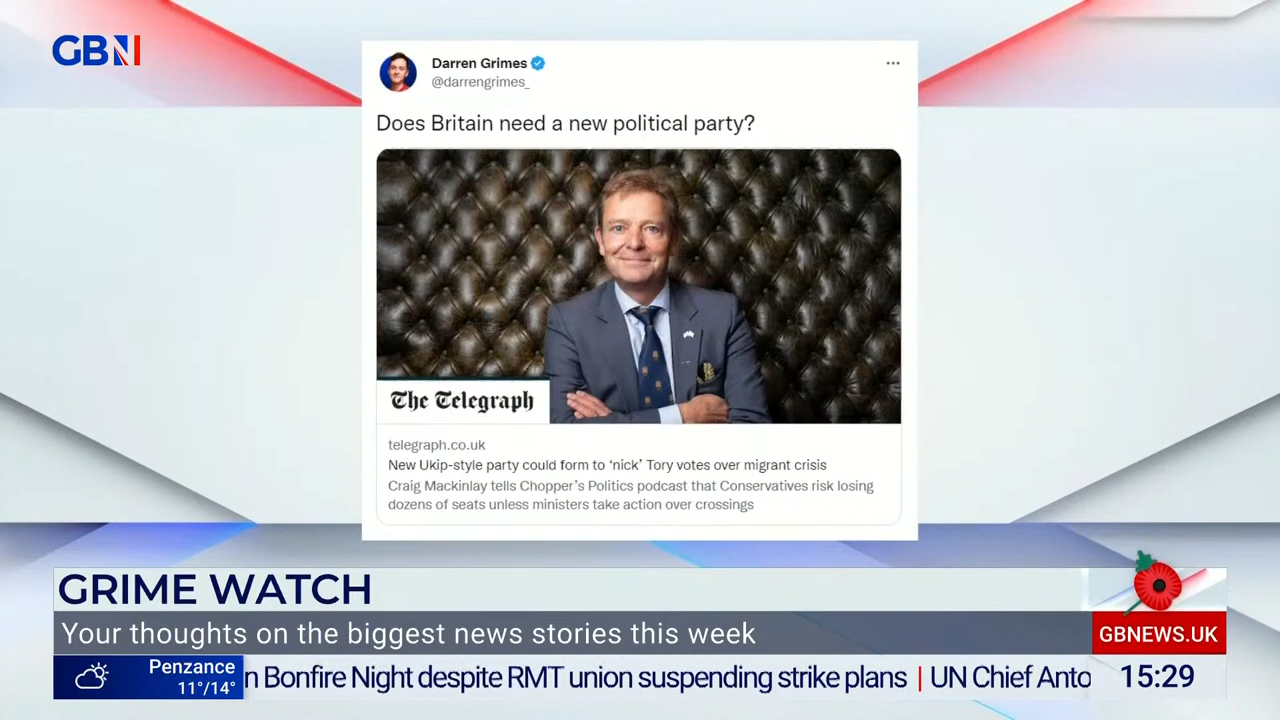 GBN
Darren Grimes
@darrengrimes_
Does Britain need a new political party?
The Telegraph
telegraph.co.uk
New Ukip-style party could form to ‘nick’ Tory votes over migrant crisis
Craig Mackinlay tells Chopper’s Politics podcast that Conservatives risk losing
dozens of seats unless ministers take action over crossings
GRIME WATCH
Your thoughts on the biggest news stories this week
GBNEWS.UK
Penzance
11°/14°
n Bonfire Night despite RMT union suspending strike plans | UN Chief Anto
15:29